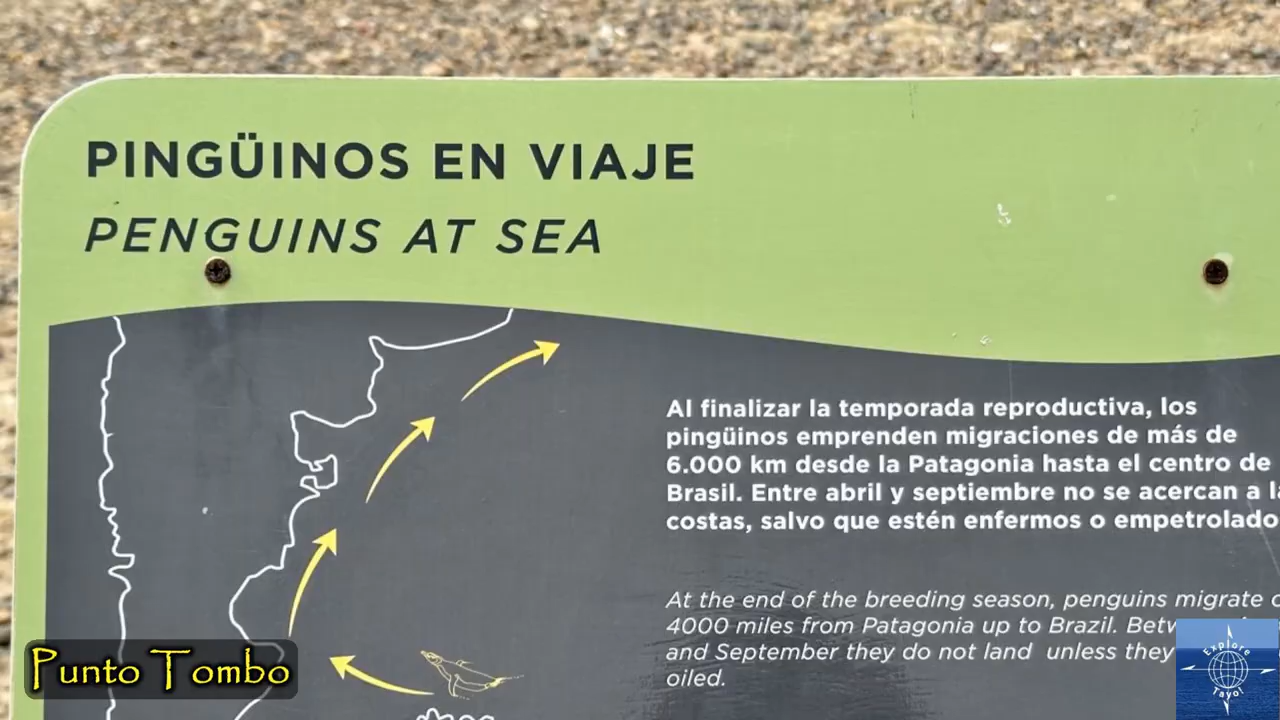 PINGÜINOS EN VIAJE
PENGUINS AT SEA
Al finalizar la temporada reproductiva, los
pingüinos emprenden migraciones de más de
6.000 km desde la Patagonia hasta el centro de
Brasil. Entre abril y septiembre no se acercan a
costas, salvo que estén enfermos o empetrolado
At the end of the breeding season, penguins migrate
4000 miles from Patagonia up to Brazil.
and September they do not land unless they
oiled.
Punto Tombo
Explore
Tayo!